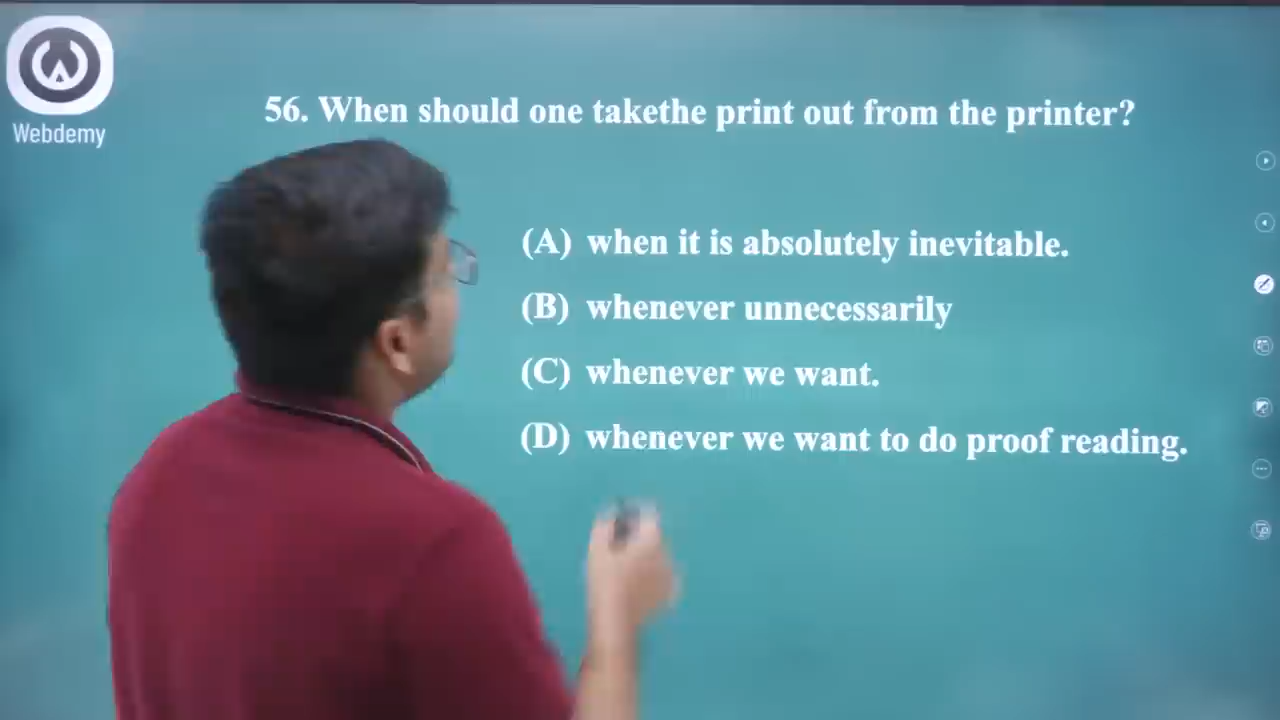 Webdemy
56. When should one takethe print out from the printer?
(A) when it is absolutely inevitable.
(B) whenever unnecessarily
(C) whenever we want.
(D) whenever we want to do proof reading.